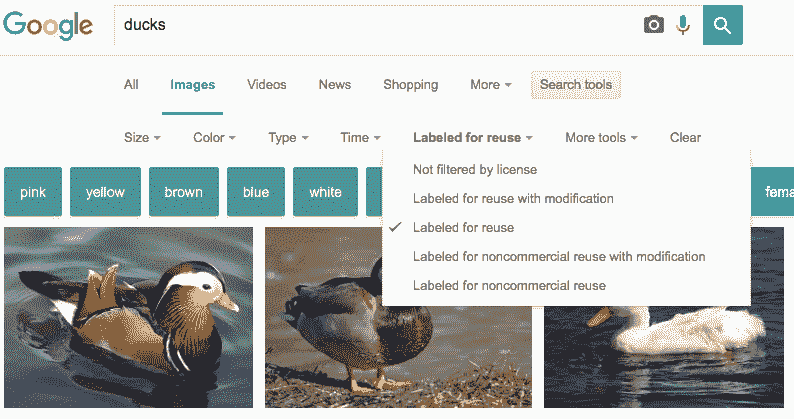 Google ducks
All Images Videos News Shopping More Search tools
Size Color Type Time Labeled for reuse More tools Clear
Not filtered by license
Labeled for reuse with modification
Labeled for reuse
Labeled for noncommercial reuse with modification
Labeled for noncommercial reuse
pink yellow brown blue white